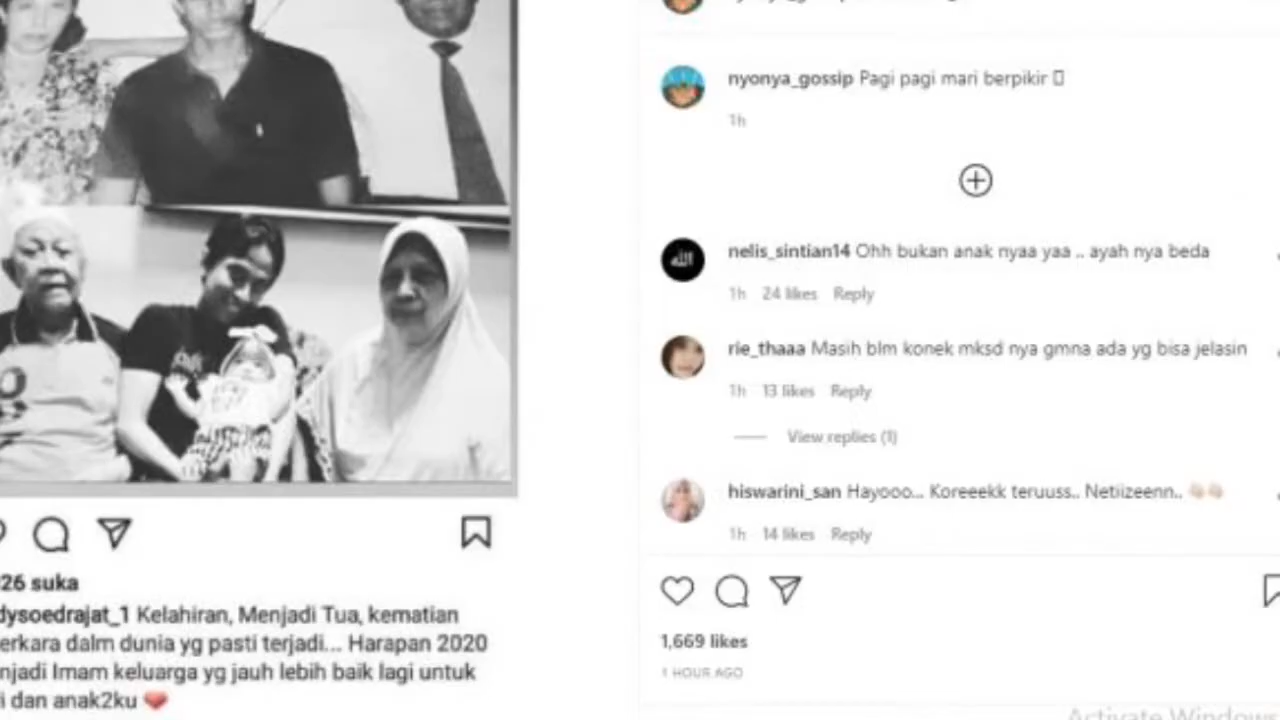 26 suka
dysoedrajat_1 Kelahiran, Menjadi Tua, kematian
erkara dalm dunia yg pasti terjadi... Harapan 2020
njadi Imam keluarga yg jauh lebih baik lagi untuk
i dan anak2ku ❤️
nyonya_gossip Pagi pagi mari berpikir
1h
nelis_sintian14 Ohh bukan anak nyaa yaa .. ayah nya beda
1h 24 likes Reply
rie_thaaa Masih blm konek mksd nya gmna ada yg bisa jelasin
1h 13 likes Reply
View replies (1)
hiswarini_san Hayooo... Koreeekk teruuss.. Netiizeenn.. 👏🏻👏🏻
1h 14 likes Reply
1,669 likes
1 HOUR AGO
Activate Windows